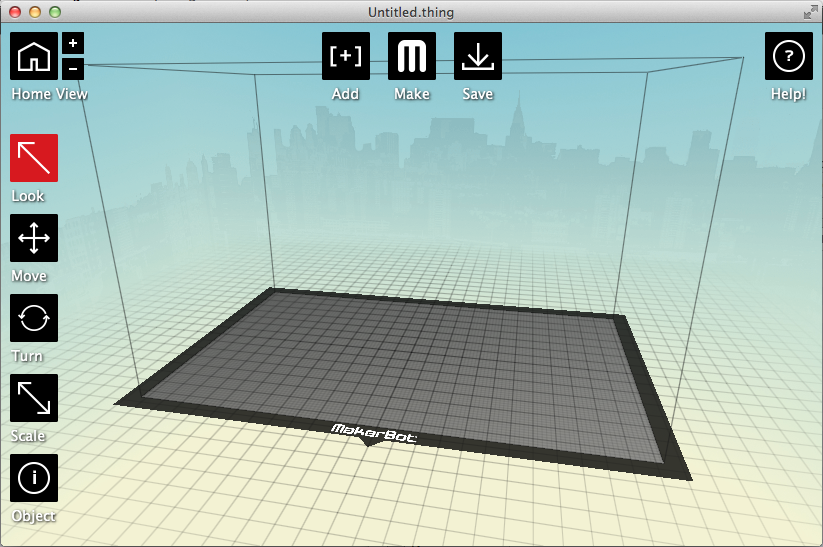 Untitled.thing
+
−
Home View
[+]
Add
M
Make
Save
?
Help!
Look
Move
Turn
Scale
i
Object
MakerBot